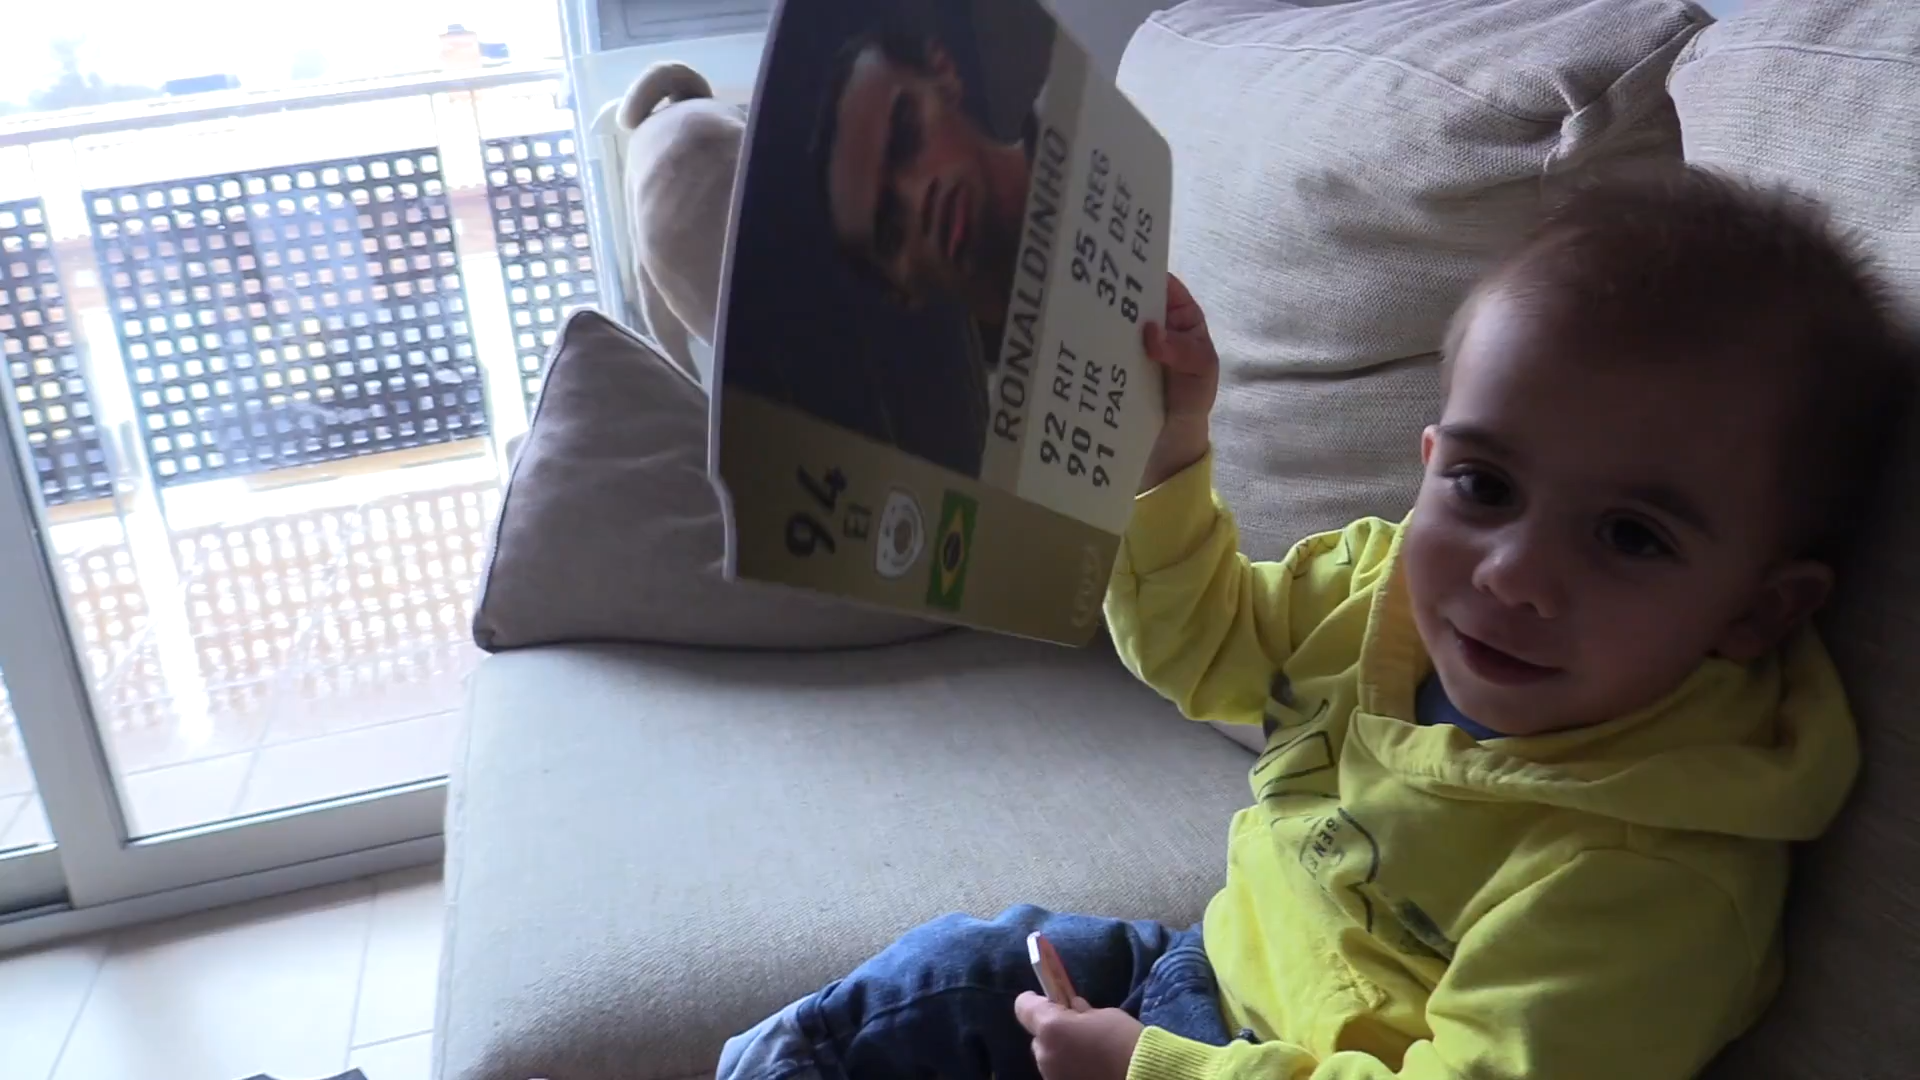 94
EI
RONALDINHO
92 RIT 95 REG
90 TIR 37 DEF
91 PAS 81 FIS